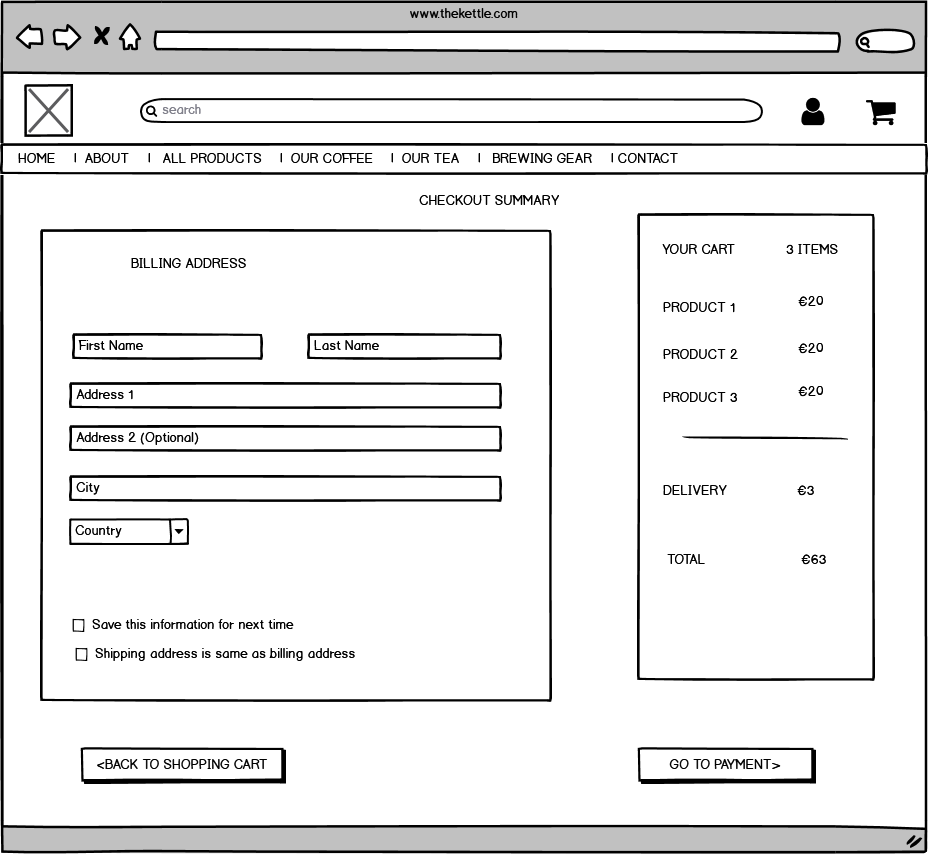 www.thekettle.com
search
HOME | ABOUT | ALL PRODUCTS | OUR COFFEE | OUR TEA | BREWING GEAR | CONTACT
CHECKOUT SUMMARY
BILLING ADDRESS
First Name Last Name
Address 1
Address 2 (Optional)
City
Country
Save this information for next time
Shipping address is same as billing address
YOUR CART 3 ITEMS
PRODUCT 1 €20
PRODUCT 2 €20
PRODUCT 3 €20
DELIVERY €3
TOTAL €63
<BACK TO SHOPPING CART
GO TO PAYMENT>